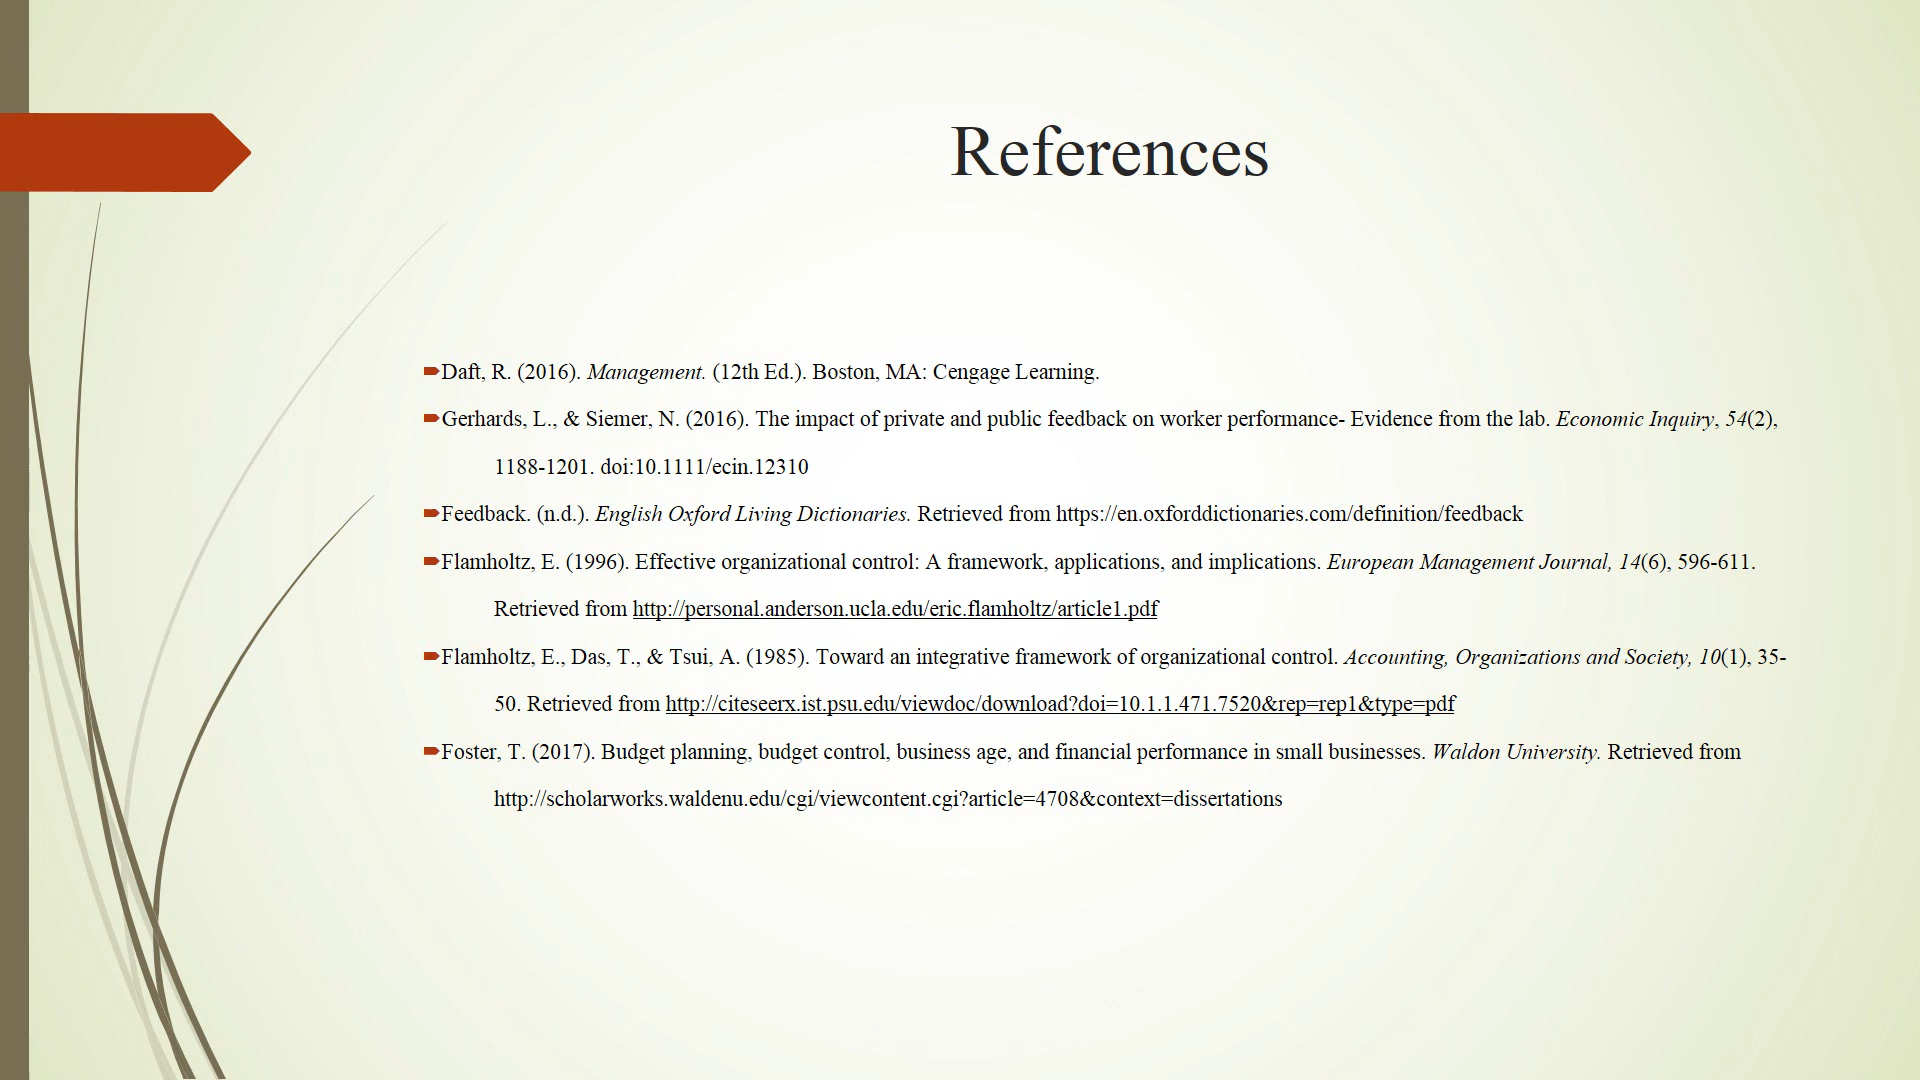 References
Daft, R. (2016). Management. (12th Ed.). Boston, MA: Cengage Learning.
Gerhards, L., & Siemer, N. (2016). The impact of private and public feedback on worker performance- Evidence from the lab. Economic Inquiry, 54(2),
1188-1201. doi:10.1111/ecin.12310
Feedback. (n.d.). English Oxford Living Dictionaries. Retrieved from https://en.oxforddictionaries.com/definition/feedback
Flamholtz, E. (1996). Effective organizational control: A framework, applications, and implications. European Management Journal, 14(6), 596-611.
Retrieved from http://personal.anderson.ucla.edu/eric.flamholtz/article1.pdf
Flamholtz, E., Das, T., & Tsui, A. (1985). Toward an integrative framework of organizational control. Accounting, Organizations and Society, 10(1), 35-
50. Retrieved from http://citeseerx.ist.psu.edu/viewdoc/download?doi=10.1.1.471.7520&rep=rep1&type=pdf
Foster, T. (2017). Budget planning, budget control, business age, and financial performance in small businesses. Waldon University. Retrieved from
http://scholarworks.waldenu.edu/cgi/viewcontent.cgi?article=4708&context=dissertations